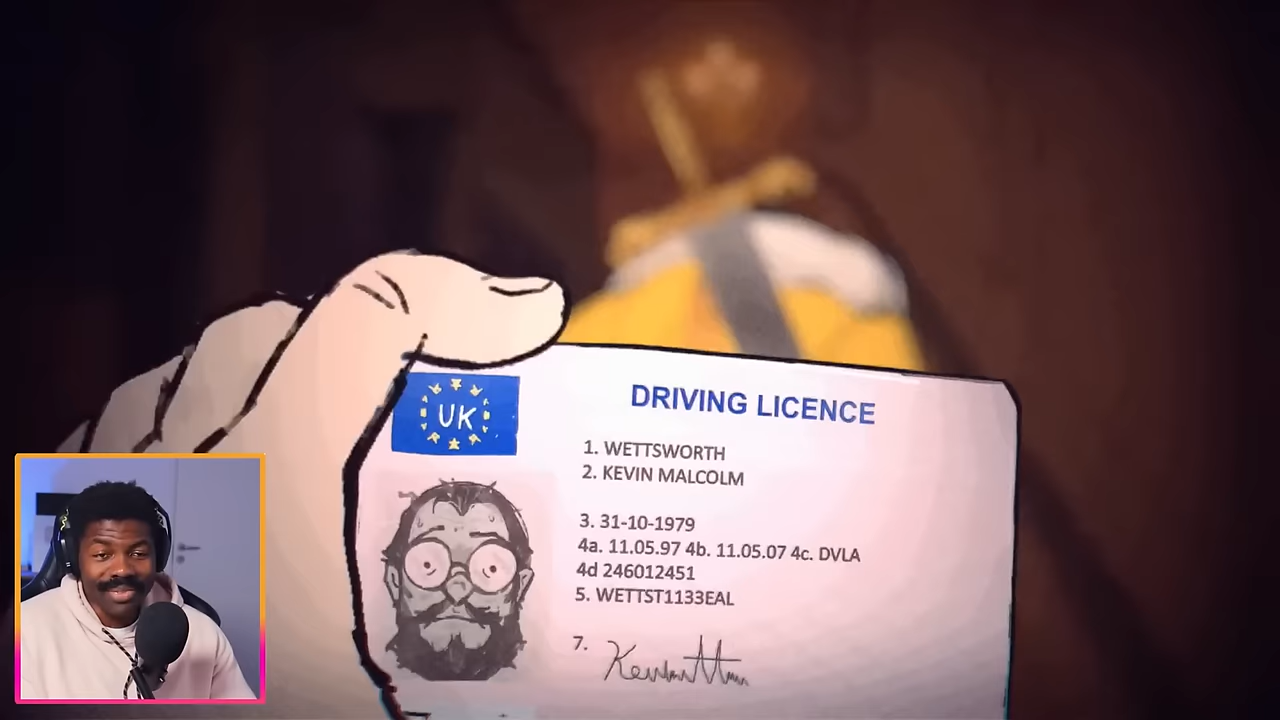 UK
DRIVING LICENCE
1. WETTSWORTH
2. KEVIN MALCOLM
3. 31-10-1979
4a. 11.05.97 4b. 11.05.07 4c. DVLA
4d 246012451
5. WETTST1133EAL
7.